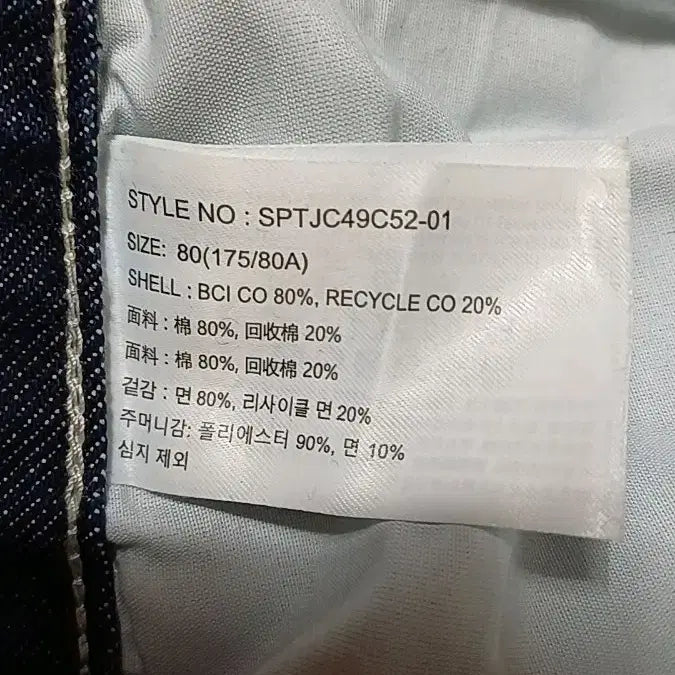 STYLE NO : SPTJC49C52-01
SIZE: 80(175/80A)
SHELL : BCI CO 80%, RECYCLE CO 20%
面料 : 棉 80%, 回收棉 20%
面料 : 棉 80%, 回收棉 20%
겉감 : 면 80%, 리사이클 면 20%
주머니감: 폴리에스터 90%, 면 10%
심지 제외